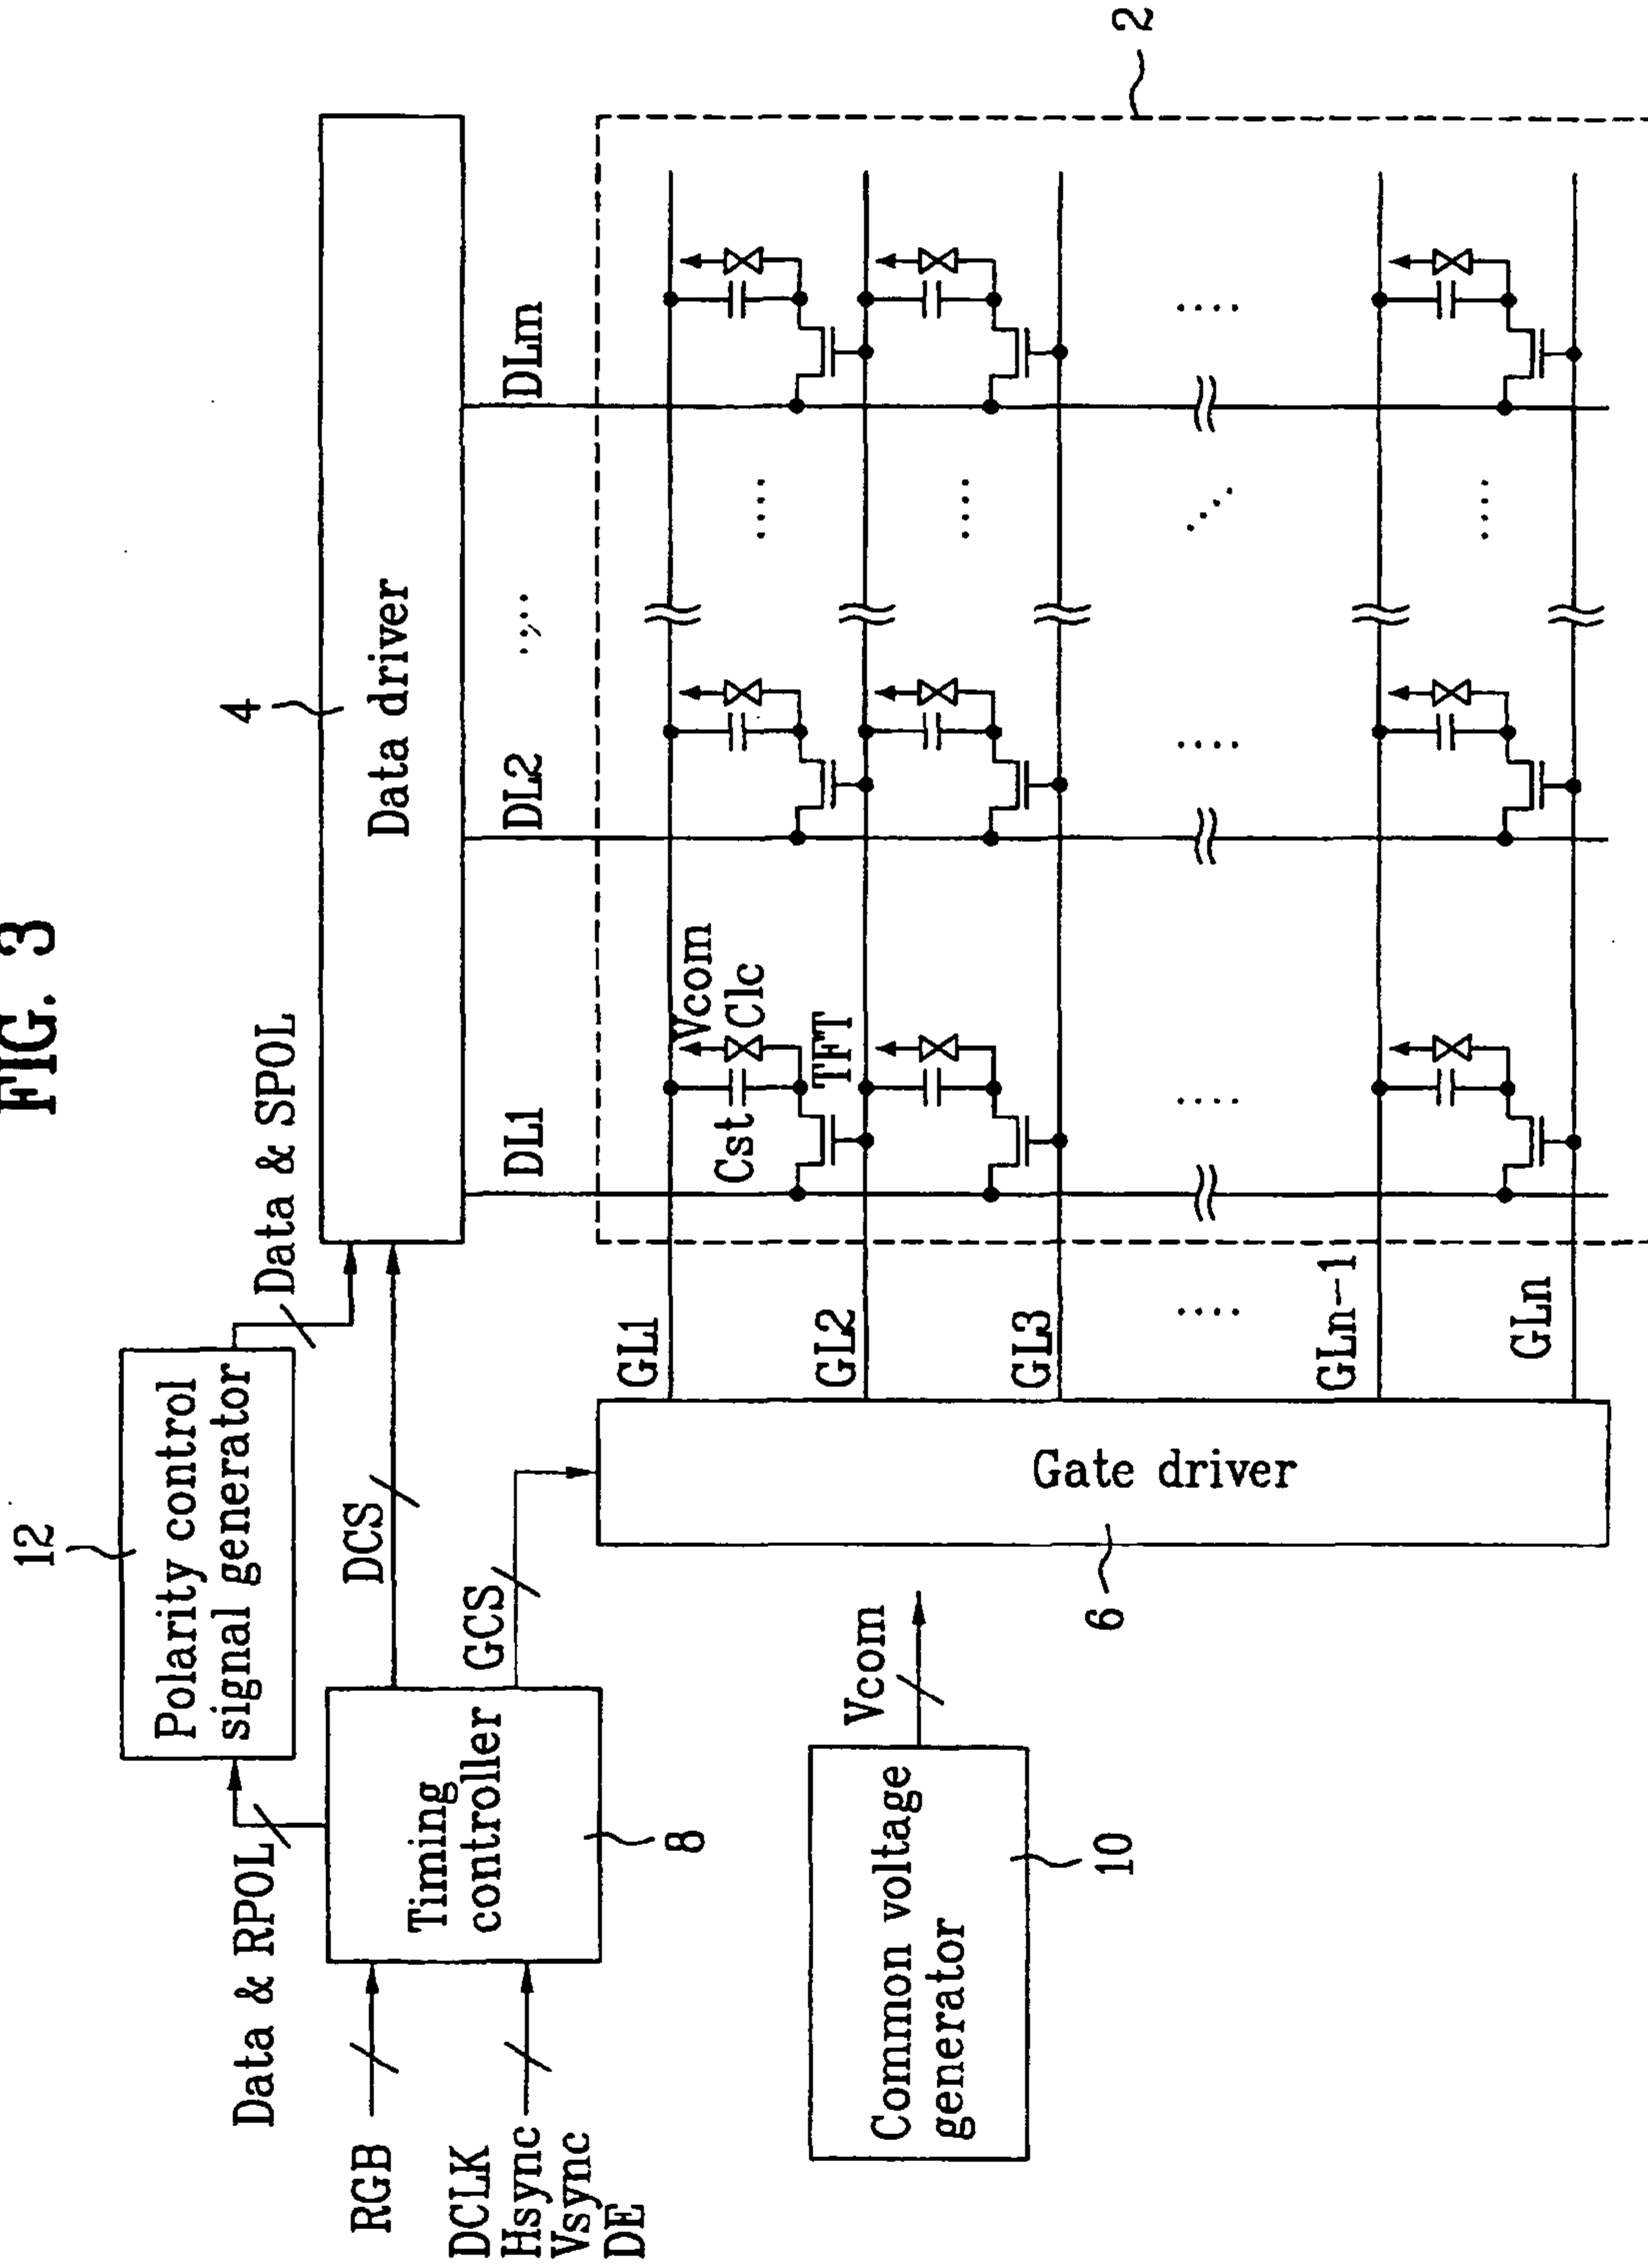 FIG. 3
12
Polarity control
signal generator
Data & SPOL
4
Data driver
Data & RPOL
RGB
DCLK
Hsync
Vsync
DE
Timing
controller
8
DCS
GCS
DL1
DL2
....
DLm
2
GL1
GL2
GL3
....
GLn-1
GLn
Vcom
Clc
Cst
TFT
....
....
....
....
....
....
....
Gate driver
6
Common voltage
generator
10
Vcom